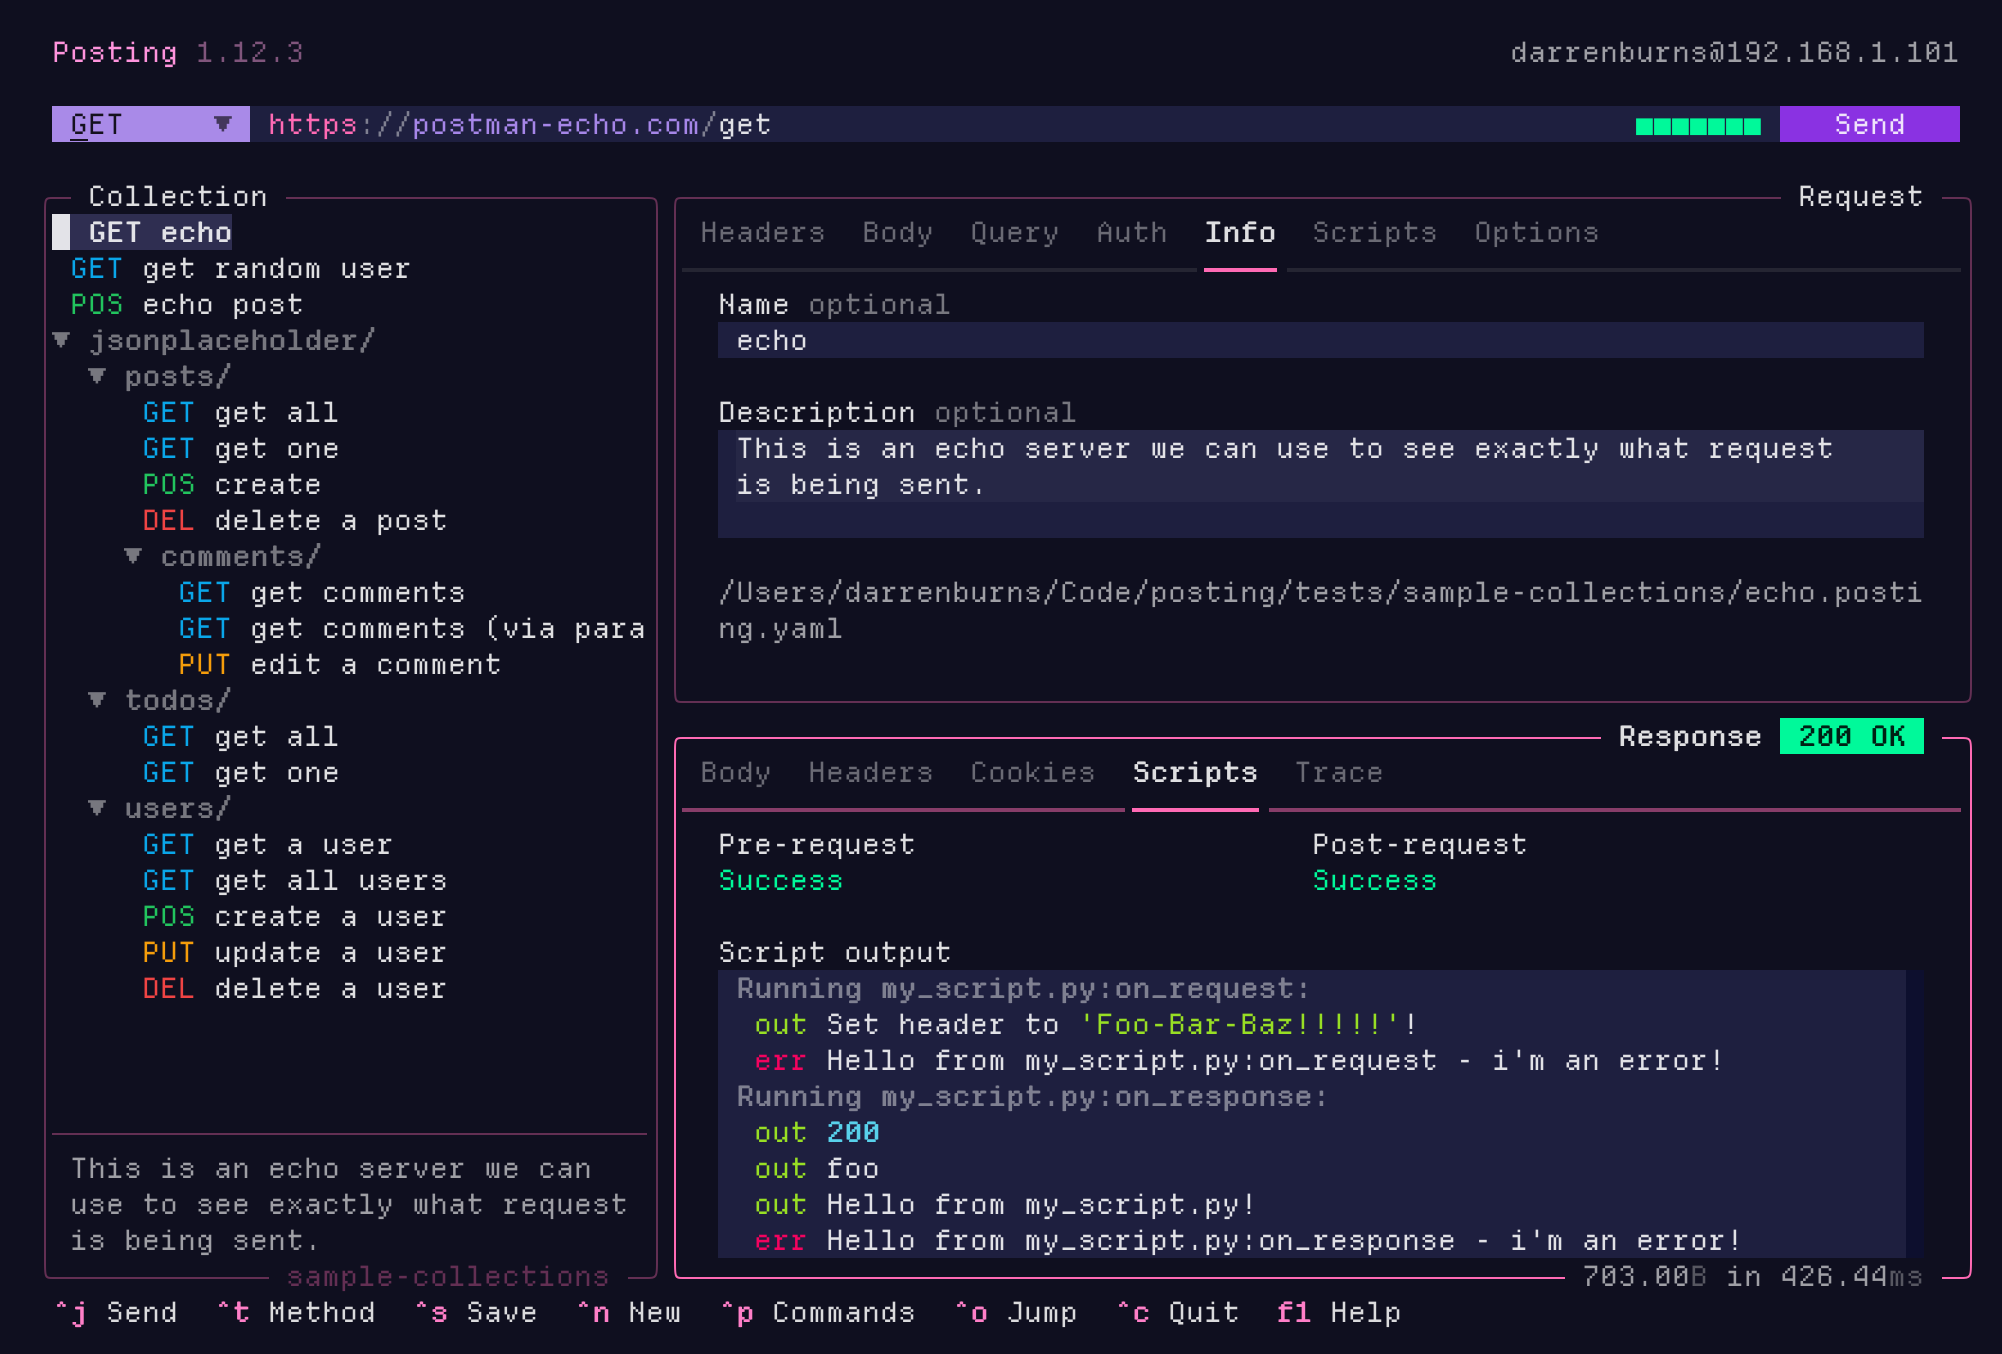 Posting 1.12.3
darrenburns@192.168.1.101
GET ▼ https://postman-echo.com/get
Send
Collection
GET echo
GET get random user
POS echo post
▼ jsonplaceholder/
▼ posts/
GET get all
GET get one
POS create
DEL delete a post
▼ comments/
GET get comments
GET get comments (via para
PUT edit a comment
▼ todos/
GET get all
GET get one
▼ users/
GET get a user
GET get all users
POS create a user
PUT update a user
DEL delete a user
This is an echo server we can
use to see exactly what request
is being sent.
sample-collections
Request
Headers Body Query Auth Info Scripts Options
Name optional
echo
Description optional
This is an echo server we can use to see exactly what request
is being sent.
/Users/darrenburns/Code/posting/tests/sample-collections/echo.posti
ng.yaml
Response 200 OK
Body Headers Cookies Scripts Trace
Pre-request Post-request
Success Success
Script output
Running my_script.py:on_request:
out Set header to 'Foo-Bar-Baz!!!!!'!
err Hello from my_script.py:on_request - i'm an error!
Running my_script.py:on_response:
out 200
out foo
out Hello from my_script.py!
err Hello from my_script.py:on_response - i'm an error!
703.00B in 426.44ms
^j Send ^t Method ^s Save ^n New ^p Commands ^o Jump ^c Quit f1 Help